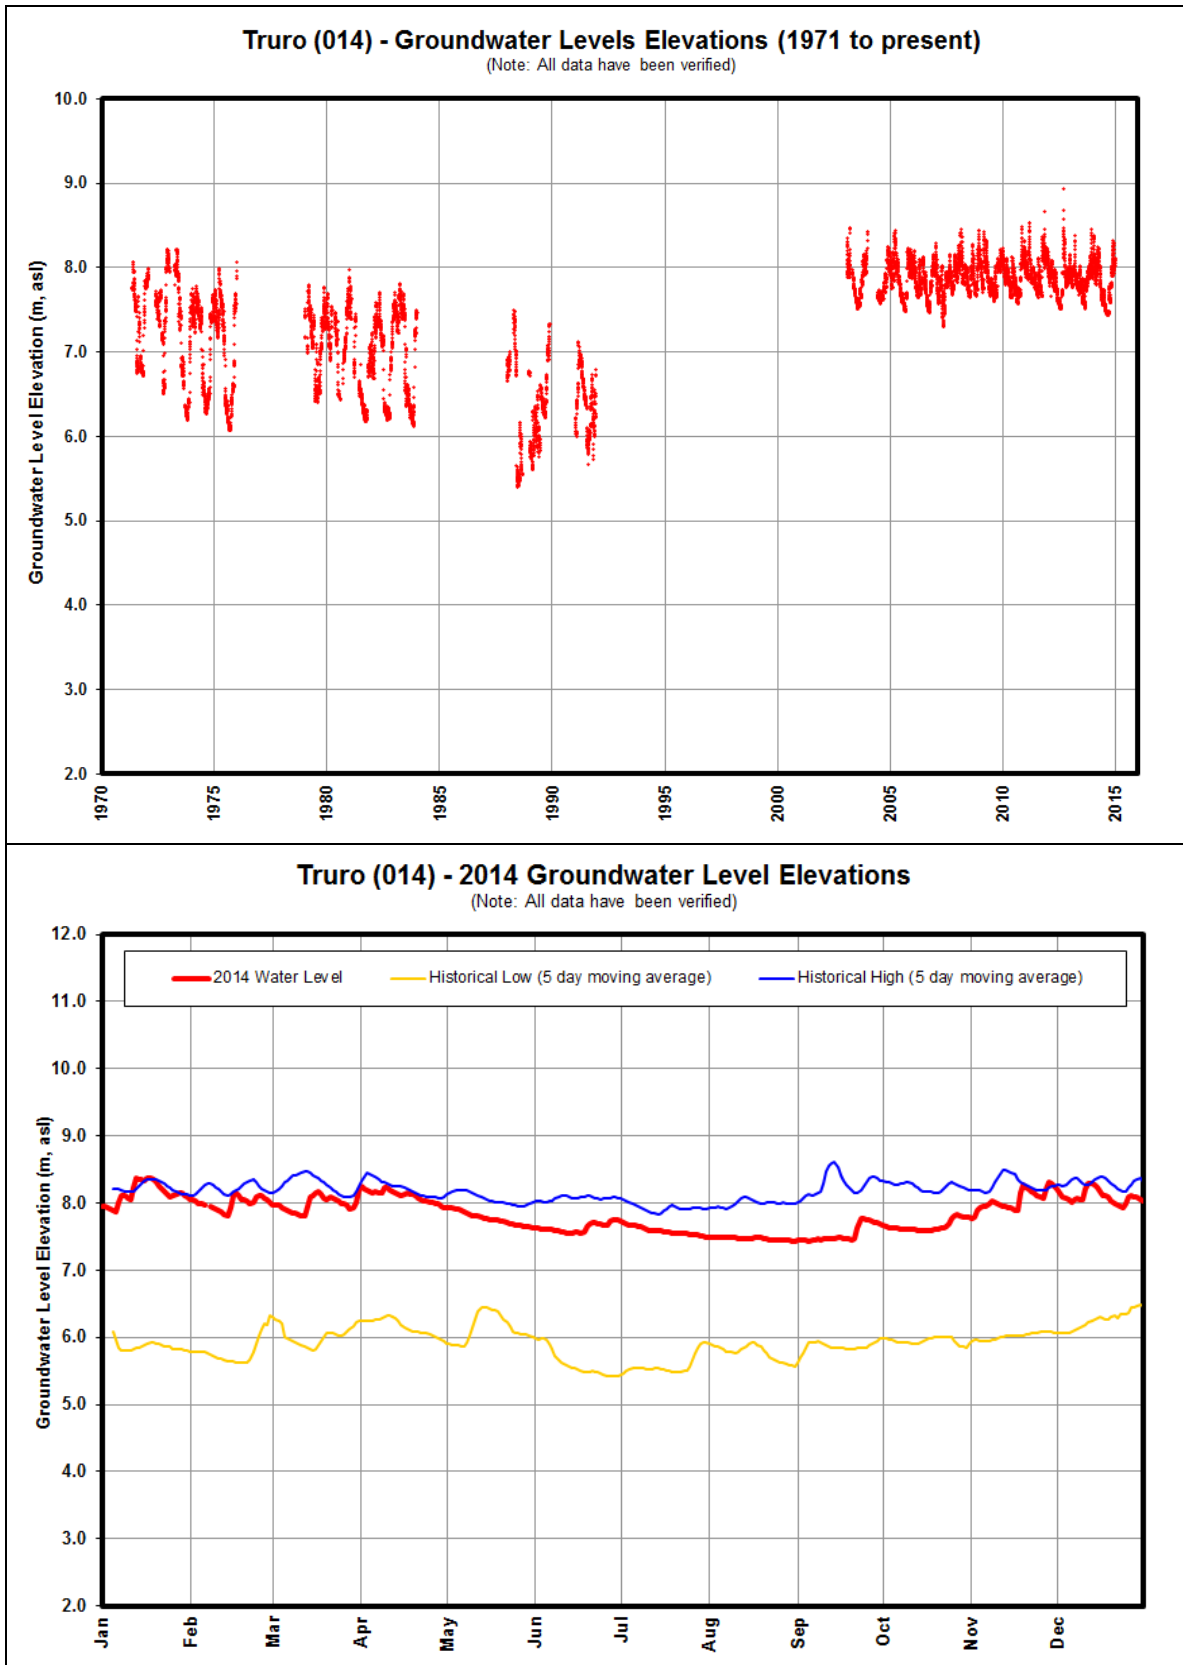 Truro (014) - Groundwater Levels Elevations (1971 to present)
(Note: All data have been verified)
Groundwater Level Elevation (m, asl)
10.0
9.0
8.0
7.0
6.0
5.0
4.0
3.0
2.0
1970 1975 1980 1985 1990 1995 2000 2005 2010 2015
Truro (014) - 2014 Groundwater Level Elevations
(Note: All data have been verified)
Groundwater Level Elevation (m, asl)
12.0
2014 Water Level Historical Low (5 day moving average) Historical High (5 day moving average)
11.0
10.0
9.0
8.0
7.0
6.0
5.0
4.0
3.0
2.0
Jan Feb Mar Apr May Jun Jul Aug Sep Oct Nov Dec